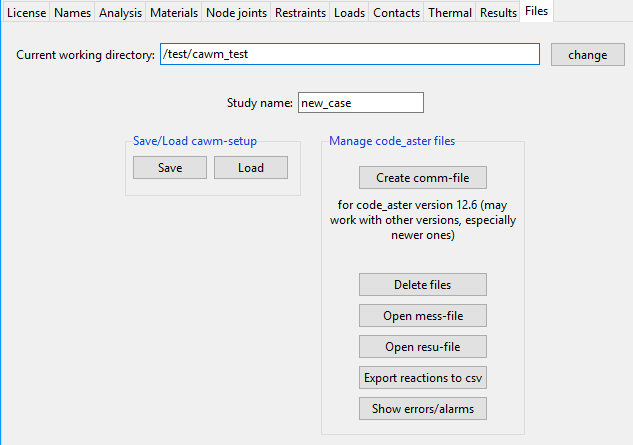 License Names Analysis Materials Node joints Restraints Loads Contacts Thermal Results Files
Current working directory: /test/cawm_test change
Study name: new_case
Save/Load cawm-setup
Save Load
Manage code_aster files
Create comm-file
for code_aster version 12.6 (may
work with other versions, especially
newer ones)
Delete files
Open mess-file
Open resu-file
Export reactions to csv
Show errors/alarms